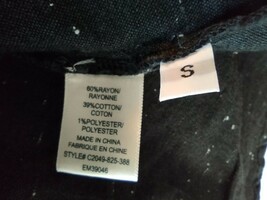 S
60%RAYON/
RAYONNE
39%COTTON/
COTON
1%POLYESTER/
POLYESTER
MADE IN CHINA
FABRIQUE EN CHINE
STYLE# C2049-825-388
EM39046